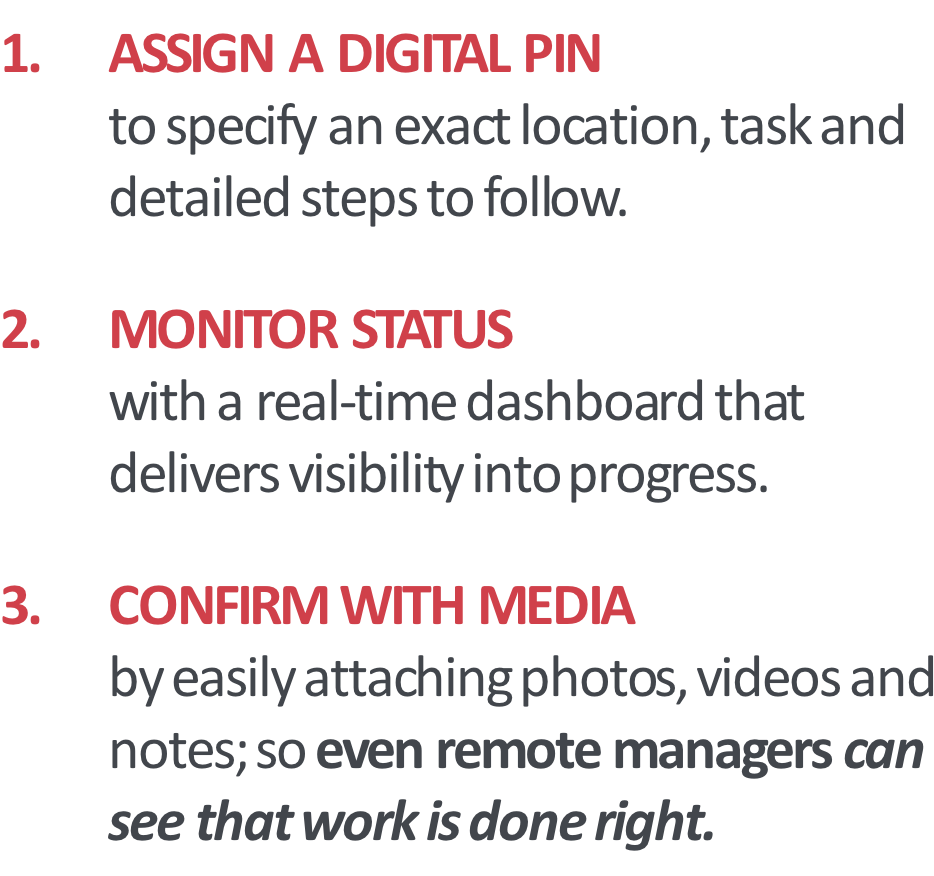 1. ASSIGN A DIGITAL PIN
to specify an exact location, task and
detailed steps to follow.
2. MONITOR STATUS
with a real-time dashboard that
delivers visibility into progress.
3. CONFIRM WITH MEDIA
by easily attaching photos, videos and
notes; so even remote managers can
see that work is done right.